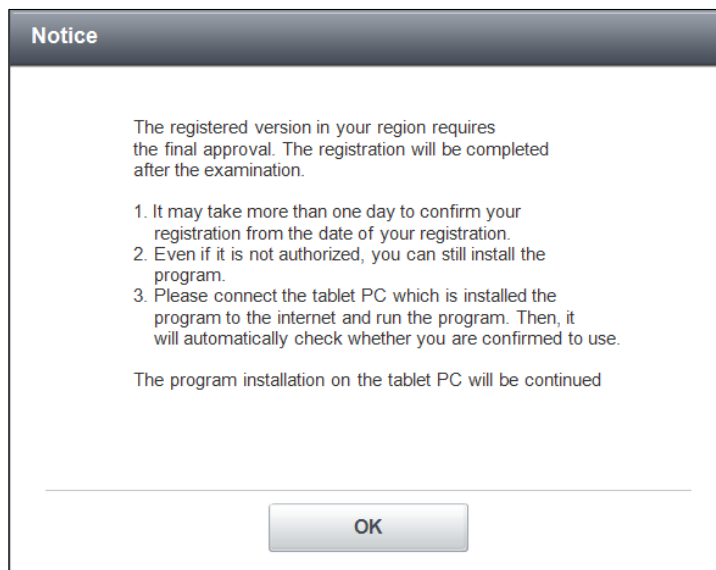 Notice
The registered version in your region requires
the final approval. The registration will be completed
after the examination.
1. It may take more than one day to confirm your
registration from the date of your registration.
2. Even if it is not authorized, you can still install the
program.
3. Please connect the tablet PC which is installed the
program to the internet and run the program. Then, it
will automatically check whether you are confirmed to use.
The program installation on the tablet PC will be continued
OK